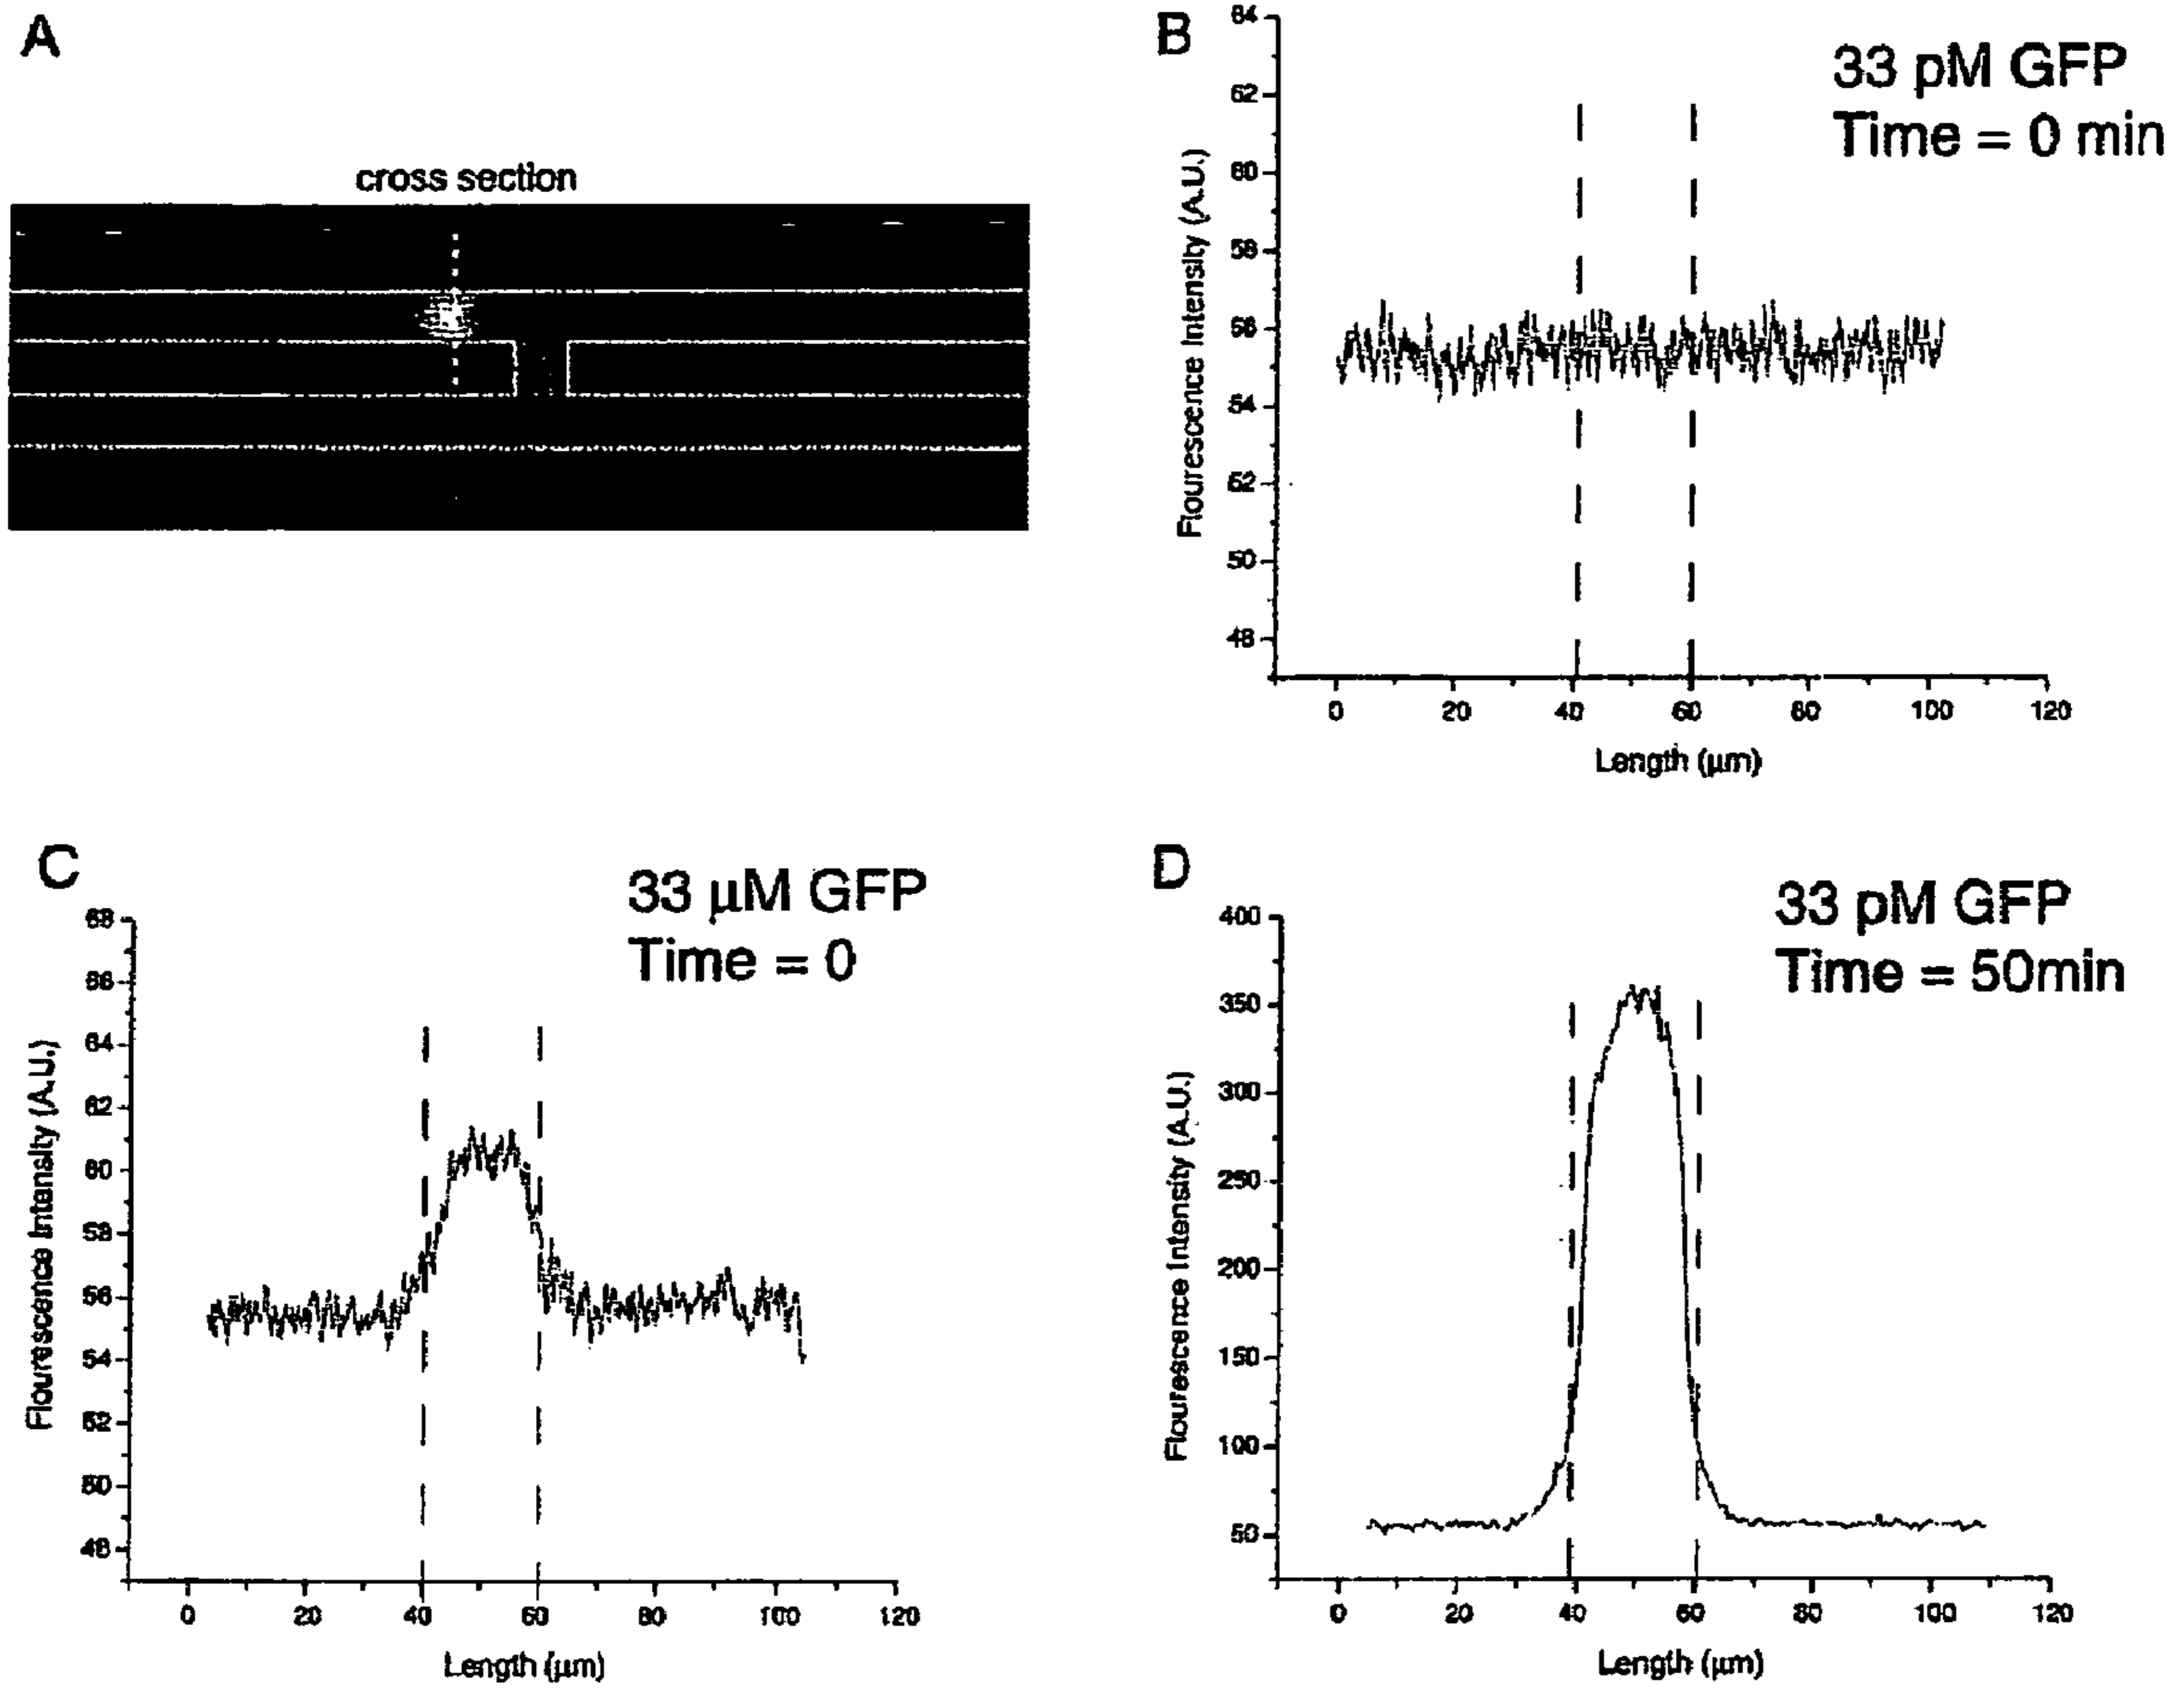 A
cross section
B
33 pM GFP
Time = 0 min
Flourescence Intensity (A.U.)
64
62
60
58
56
54
52
50
48
0 20 40 60 80 100 120
Length (µm)
C
33 µM GFP
Time = 0
Flourescence Intensity (A.U.)
68
66
64
62
60
58
56
54
52
50
48
0 20 40 60 80 100 120
Length (µm)
D
33 pM GFP
Time = 50min
Flourescence Intensity (A.U.)
400
350
300
250
200
150
100
50
0 20 40 60 80 100 120
Length (µm)